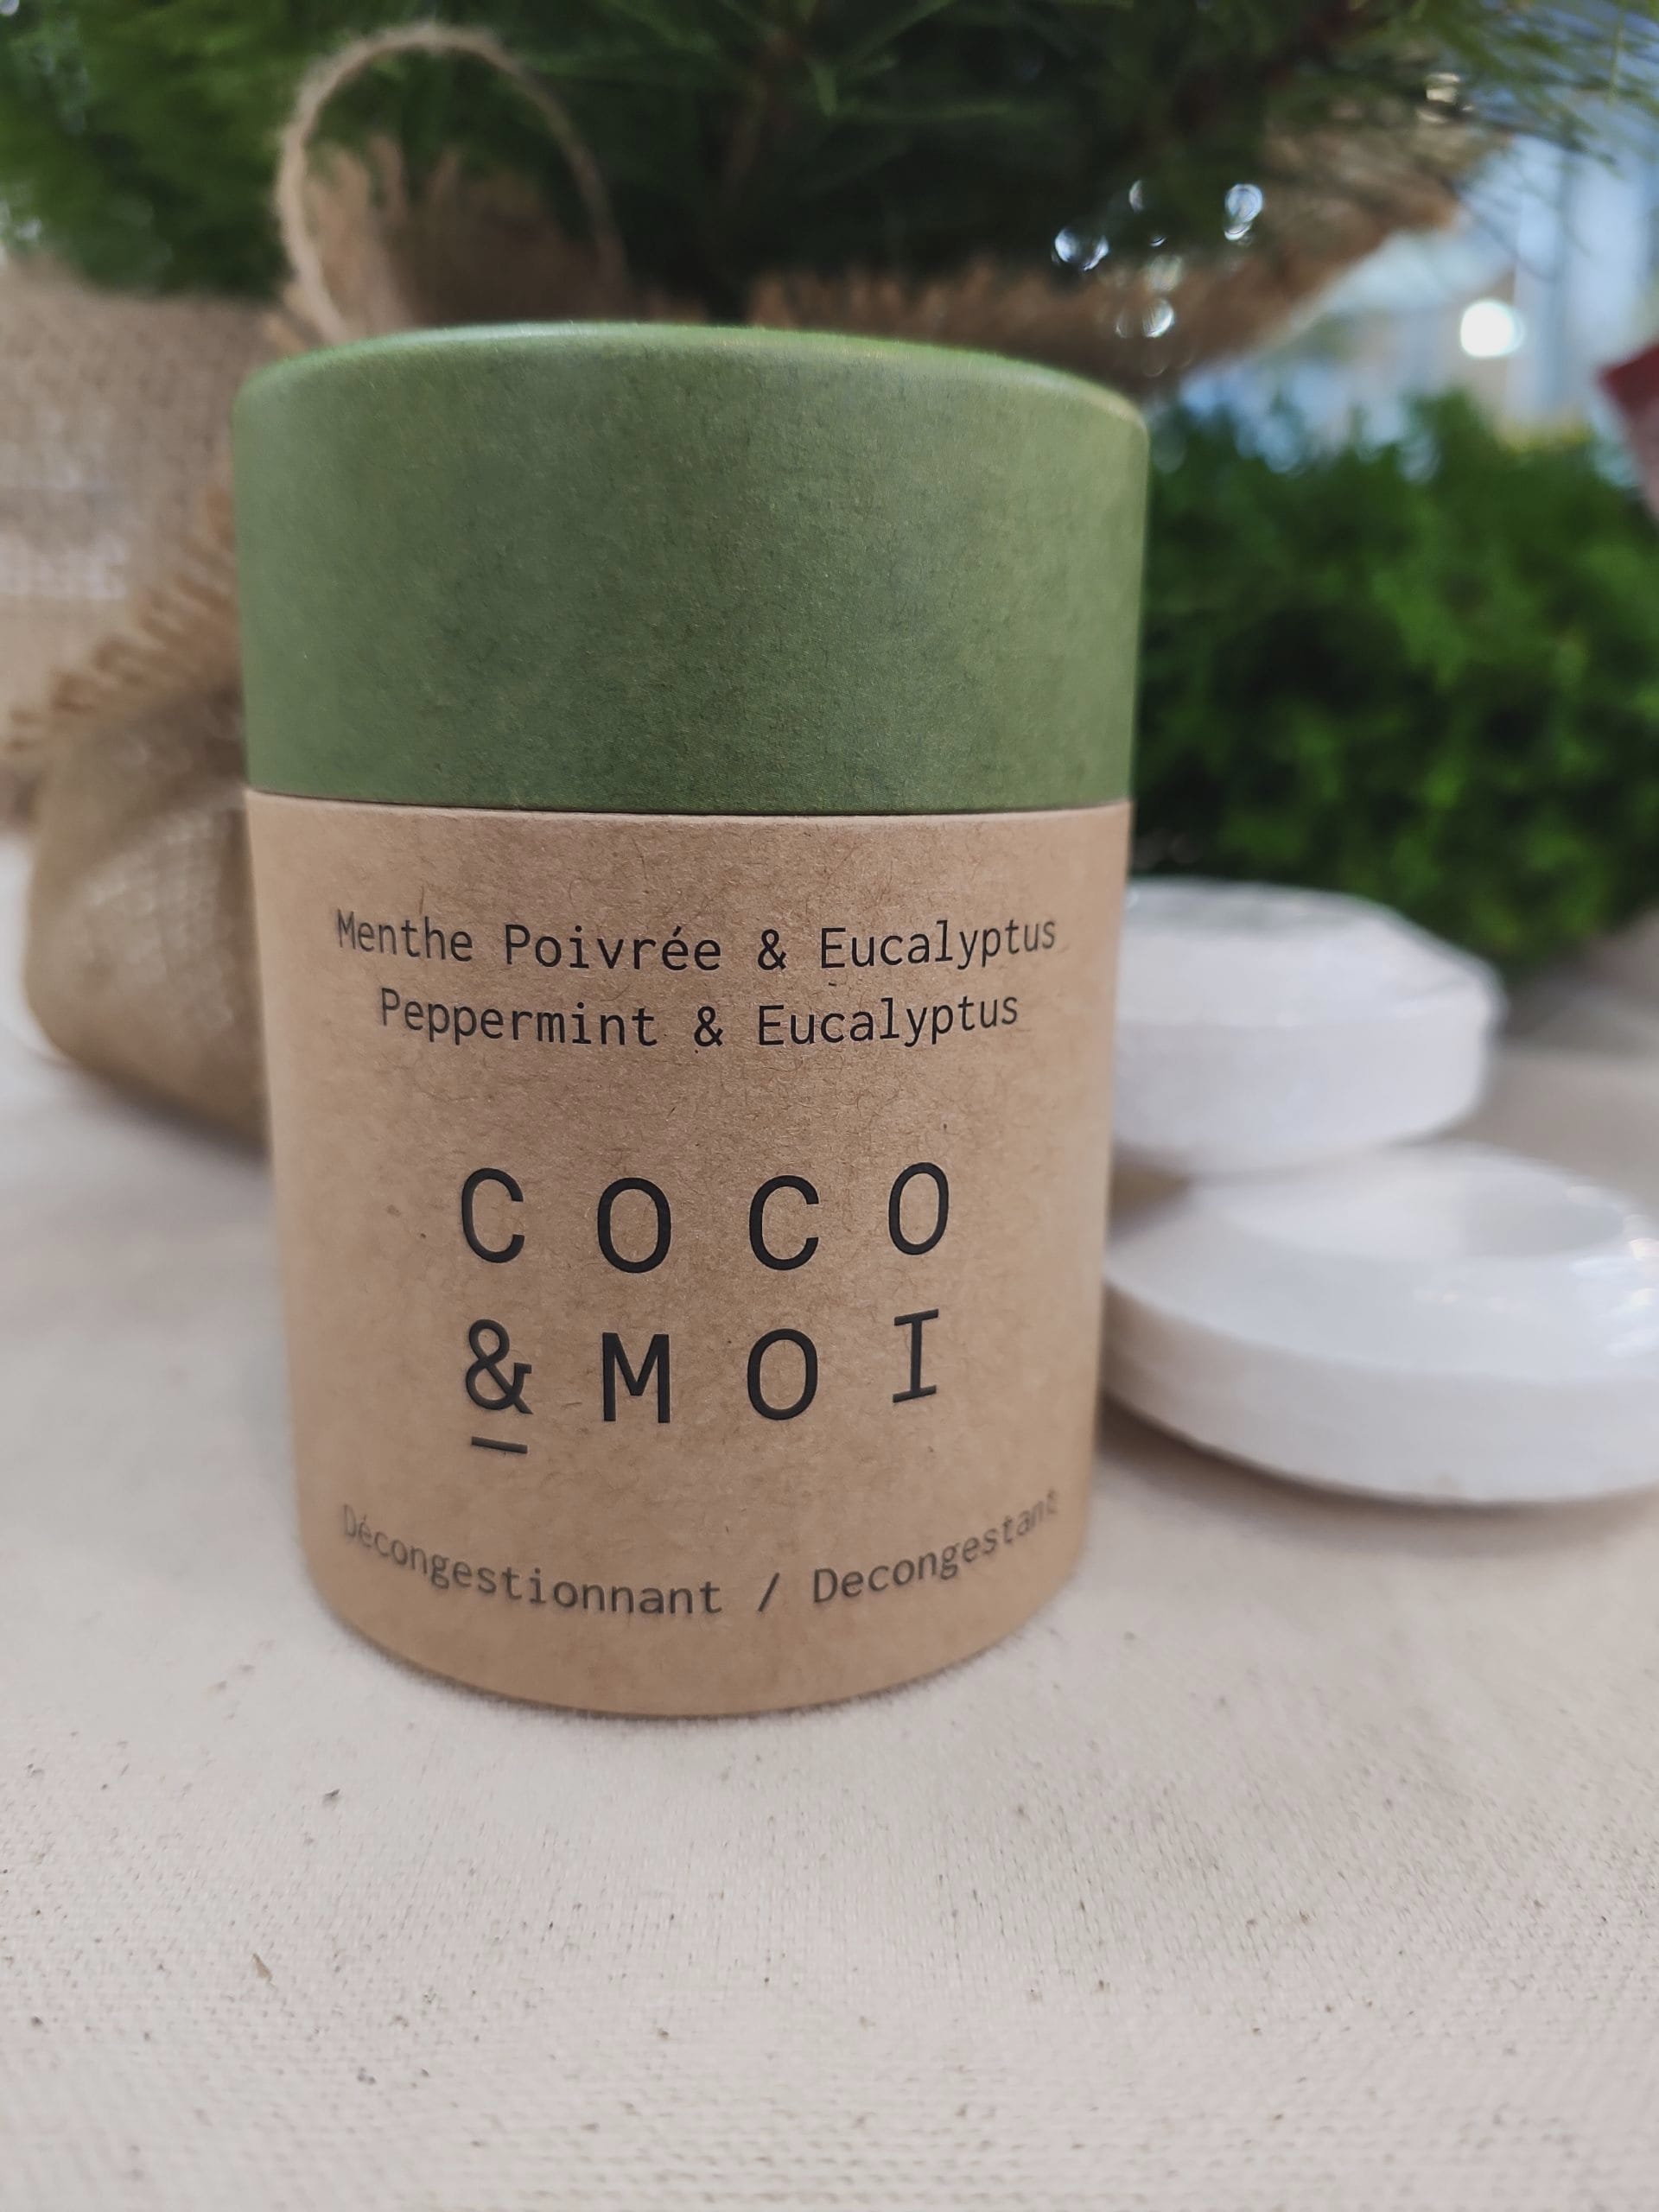 Menthe Poivrée & Eucalyptus
Peppermint & Eucalyptus
COCO
& MOI
Décongestionnant / Decongestant